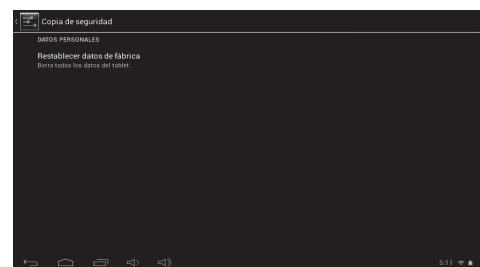 Copia de seguridad
DATOS PERSONALES
Restablecer datos de fábrica
Borra todos los datos del tablet.
5:11